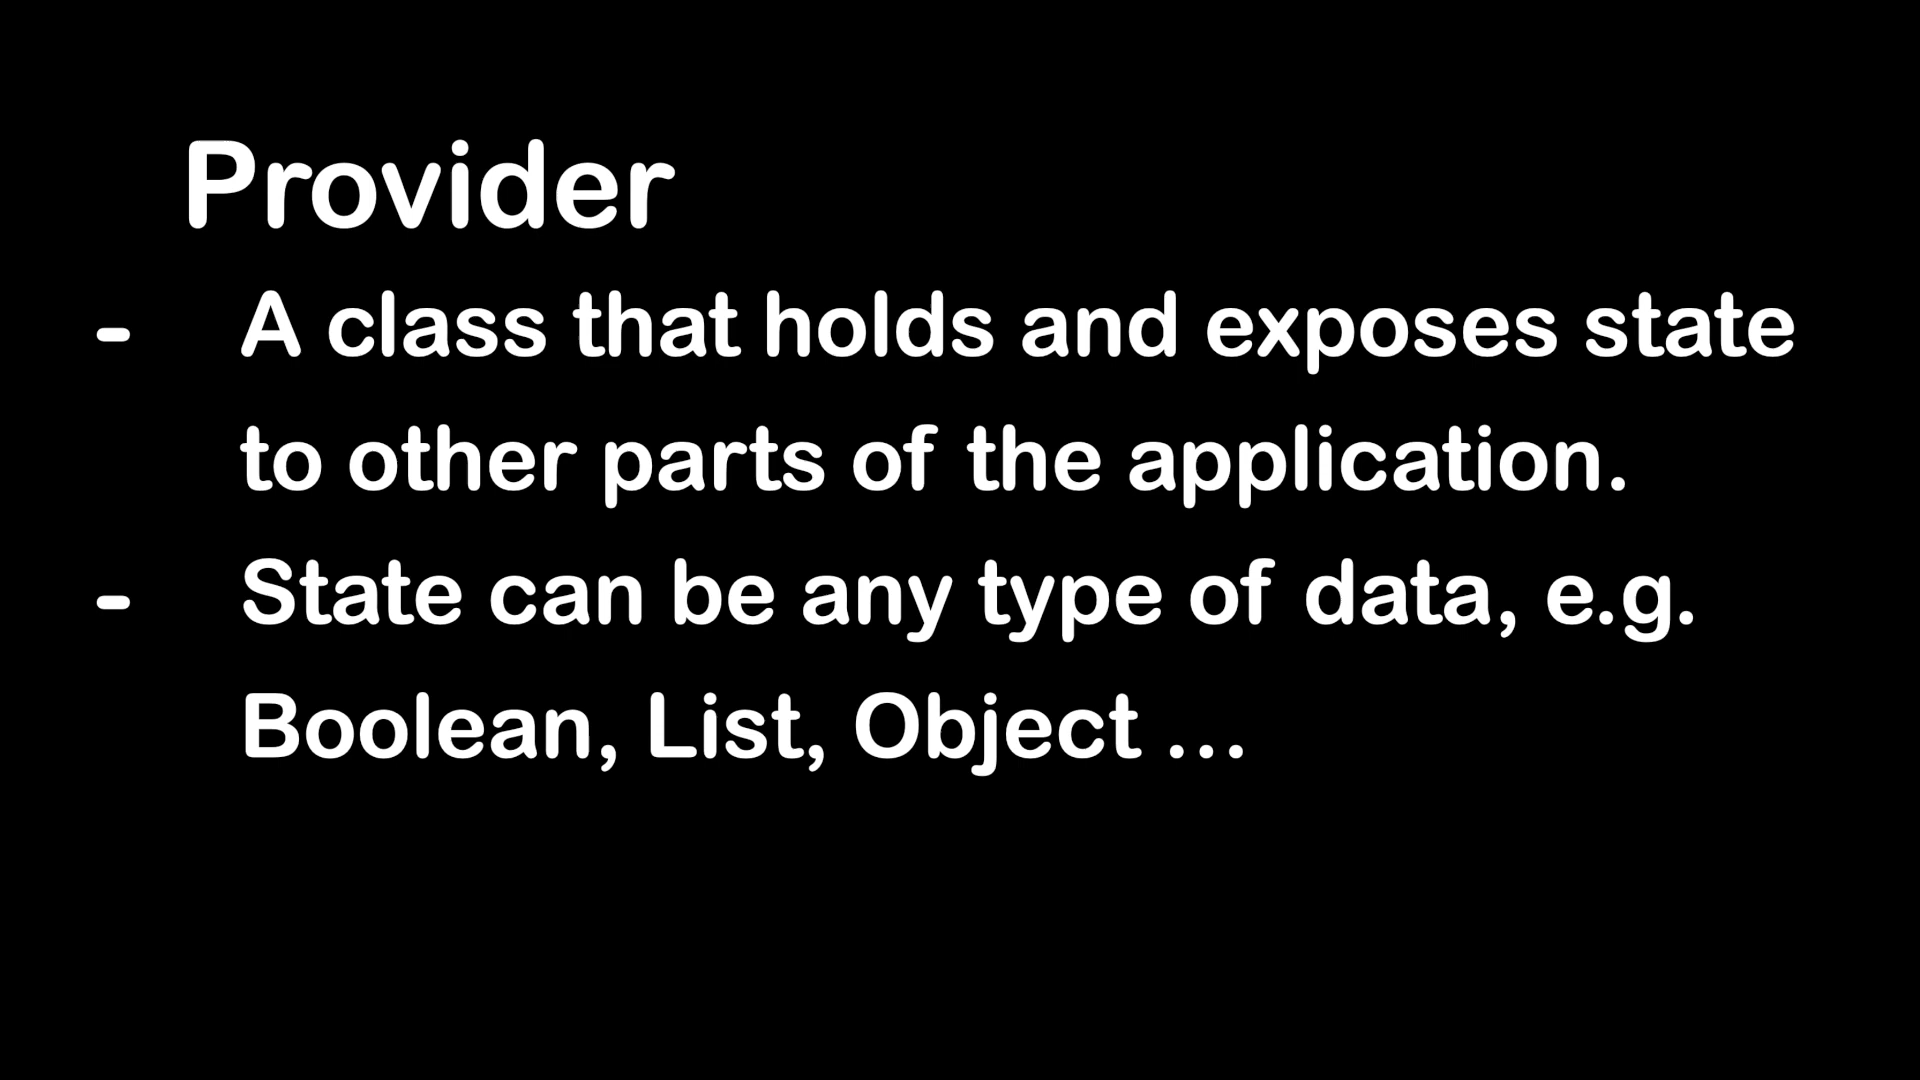 Provider
- A class that holds and exposes state
to other parts of the application.
- State can be any type of data, e.g.
Boolean, List, Object ...